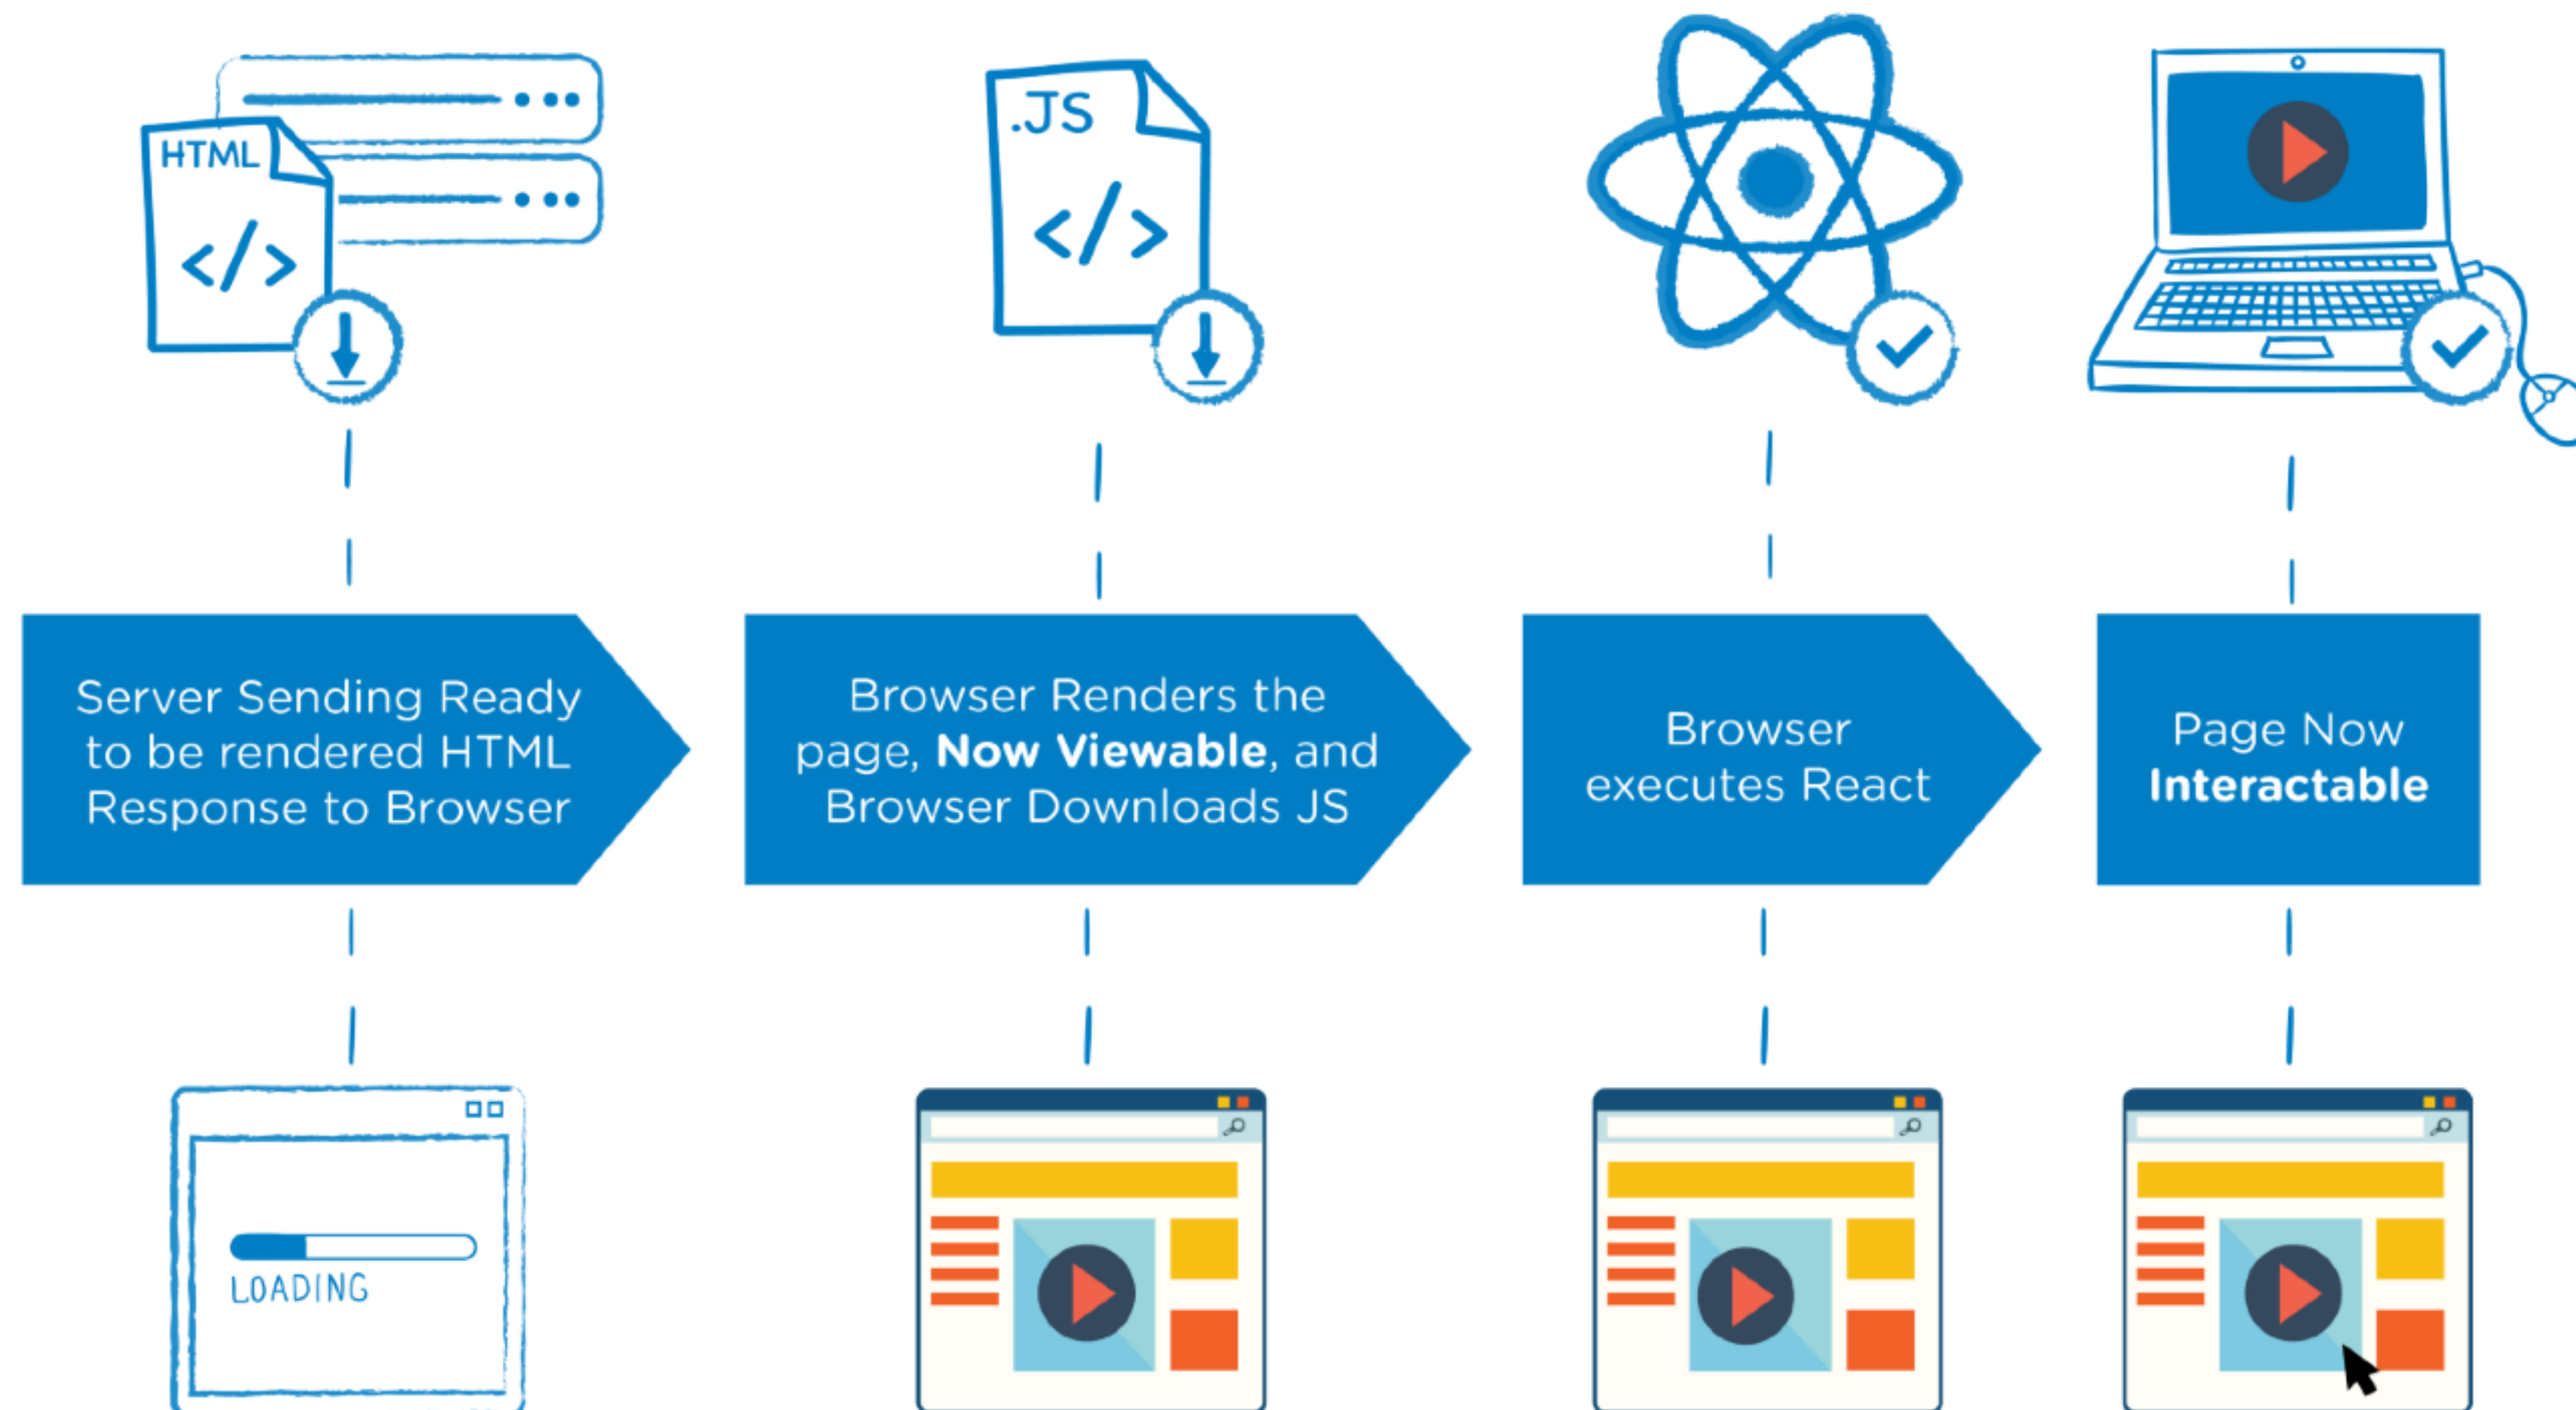 HTML
</>
.JS
</>
Server Sending Ready
to be rendered HTML
Response to Browser
Browser Renders the
page, Now Viewable, and
Browser Downloads JS
Browser
executes React
Page Now
Interactable
LOADING